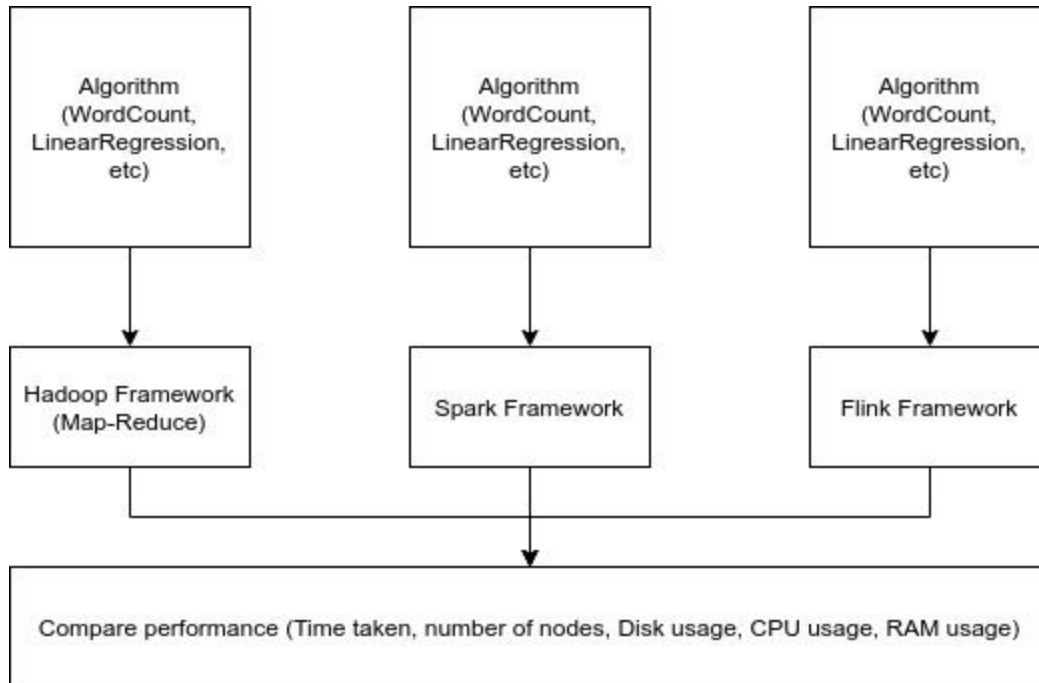 Algorithm
(WordCount,
LinearRegression,
etc)
Algorithm
(WordCount,
LinearRegression,
etc)
Algorithm
(WordCount,
LinearRegression,
etc)
Hadoop Framework
(Map-Reduce)
Spark Framework
Flink Framework
Compare performance (Time taken, number of nodes, Disk usage, CPU usage, RAM usage)